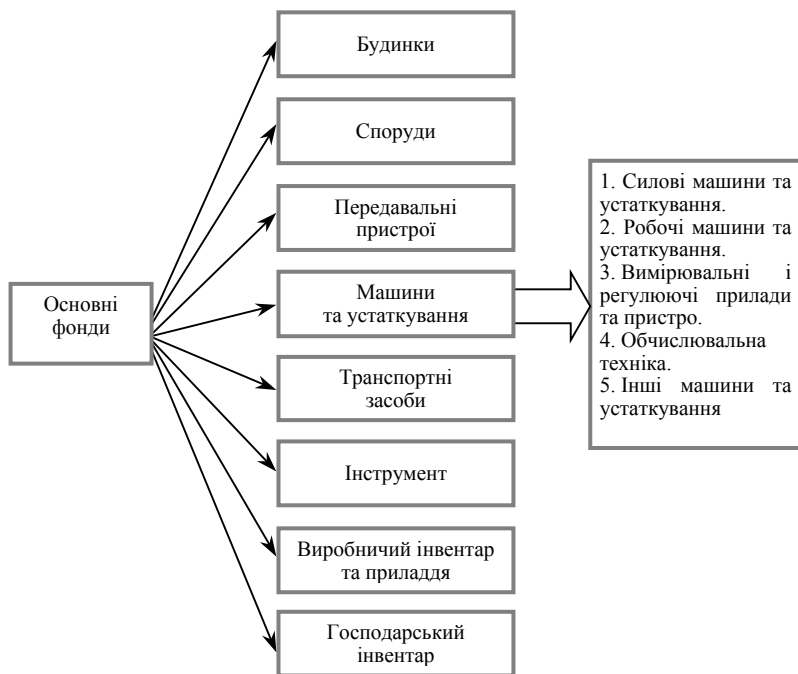 Основні
фонди
Будинки
Споруди
Передавальні
пристрої
Машини
та устаткування
Транспортні
засоби
Інструмент
Виробничий інвентар
та приладдя
Господарський
інвентар
1. Силові машини та
устаткування.
2. Робочі машини та
устаткування.
3. Вимірювальні і
регулюючі прилади
та пристро.
4. Обчислювальна
техніка.
5. Інші машини та
устаткування